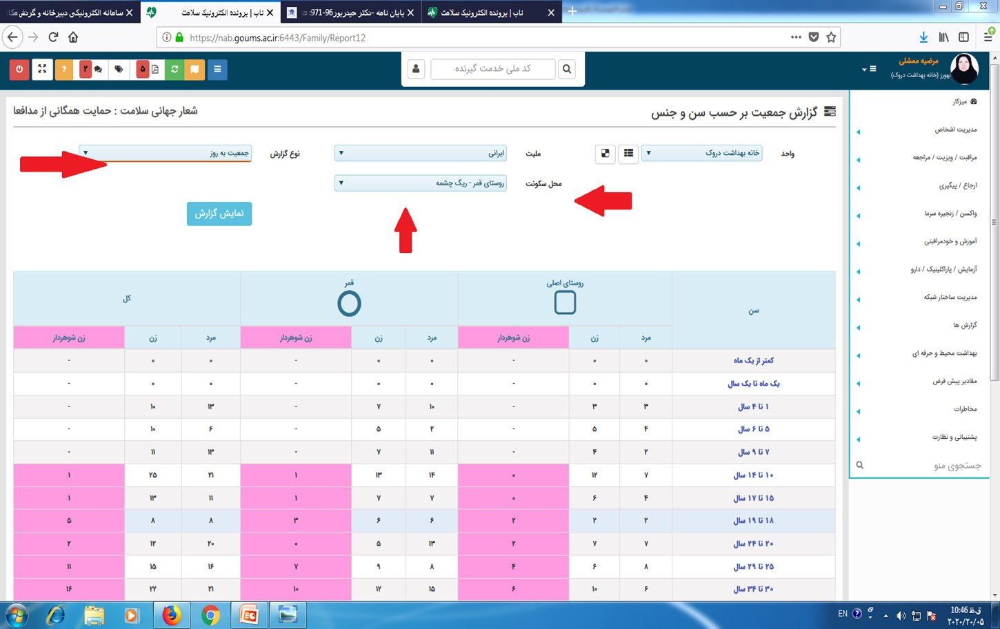 سامانه الکترونیکی دبیرخانه و گردش مکا
ناب | پرونده الکترونیک سلامت
پایان نامه -دکتر حیدرپور96-971:
ناب | پرونده الکترونیک سلامت
https://nab.goums.ac.ir:6443/Family/Report12
۲
۵
کد ملی خدمت گیرنده
مرضیه ممشلی
بهورز (خانه بهداشت دروک)
میزکار
مدیریت اشخاص
مراقبت / ویزیت / مراجعه
ارجاع / پیگیری
واکسن / زنجیره سرما
آموزش و خودمراقبتی
آزمایش / پاراکلینیک / دارو
مدیریت ساختار شبکه
گزارش ها
بهداشت محیط و حرفه ای
مقادیر پیش فرض
مخاطرات
پشتیبانی و نظارت
جستجوی منو
گزارش جمعیت بر حسب سن و جنس
شعار جهانی سلامت : حمایت همگانی از مدافعا
واحد خانه بهداشت دروک ملیت ایرانی نوع گزارش جمعیت به روز
محل سکونت روستای قمر - ریگ چشمه
نمایش گزارش
سن روستای اصلی قمر کل
مرد زن زن شوهردار مرد زن زن شوهردار مرد زن زن شوهردار
کمتر از یک ماه ۰ ۰ - ۰ ۰ - ۰ ۰ -
یک ماه تا یک سال ۰ ۰ - ۰ ۰ - ۰ ۰ -
۱ تا ۴ سال ۳ ۳ - ۱۰ ۷ - ۱۳ ۱۰ -
۵ تا ۶ سال ۴ ۵ - ۲ ۵ - ۶ ۱۰ -
۷ تا ۹ سال ۲ ۴ - ۱۱ ۷ - ۱۳ ۱۱ -
۱۰ تا ۱۴ سال ۷ ۱۲ ۰ ۱۴ ۱۳ ۱ ۲۱ ۲۵ ۱
۱۵ تا ۱۷ سال ۴ ۶ ۰ ۷ ۷ ۱ ۱۱ ۱۳ ۱
۱۸ تا ۱۹ سال ۲ ۲ ۲ ۶ ۶ ۳ ۸ ۸ ۵
۲۰ تا ۲۴ سال ۷ ۷ ۲ ۱۳ ۵ ۰ ۲۰ ۱۲ ۲
۲۵ تا ۲۹ سال ۸ ۶ ۴ ۸ ۹ ۷ ۱۶ ۱۵ ۱۱
۳۰ تا ۳۴ سال ۶ ۱۰ ۶ ۱۵ ۱۲ ۱۰ ۲۱ ۲۲ ۱۶
EN
ق.ظ 10:46
۲۰۲۰/۲۰/۰۵